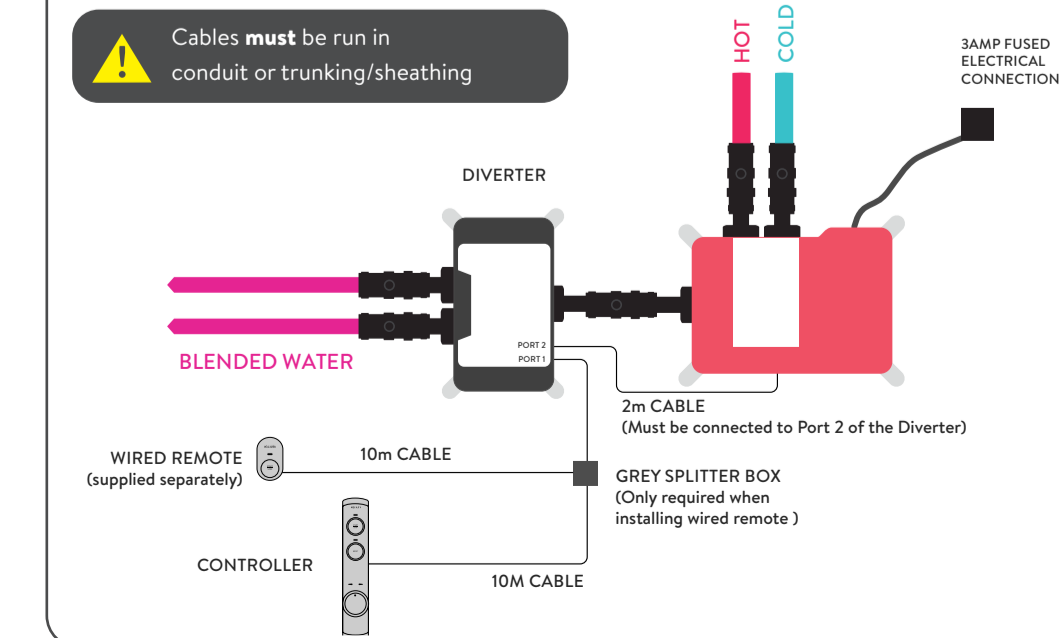 Cables must be run in
conduit or trunking/sheathing
HOT
COLD
3AMP FUSED
ELECTRICAL
CONNECTION
DIVERTER
BLENDED WATER
PORT 2
PORT 1
2m CABLE
(Must be connected to Port 2 of the Diverter)
WIRED REMOTE
(supplied separately)
10m CABLE
GREY SPLITTER BOX
(Only required when
installing wired remote )
CONTROLLER
10M CABLE